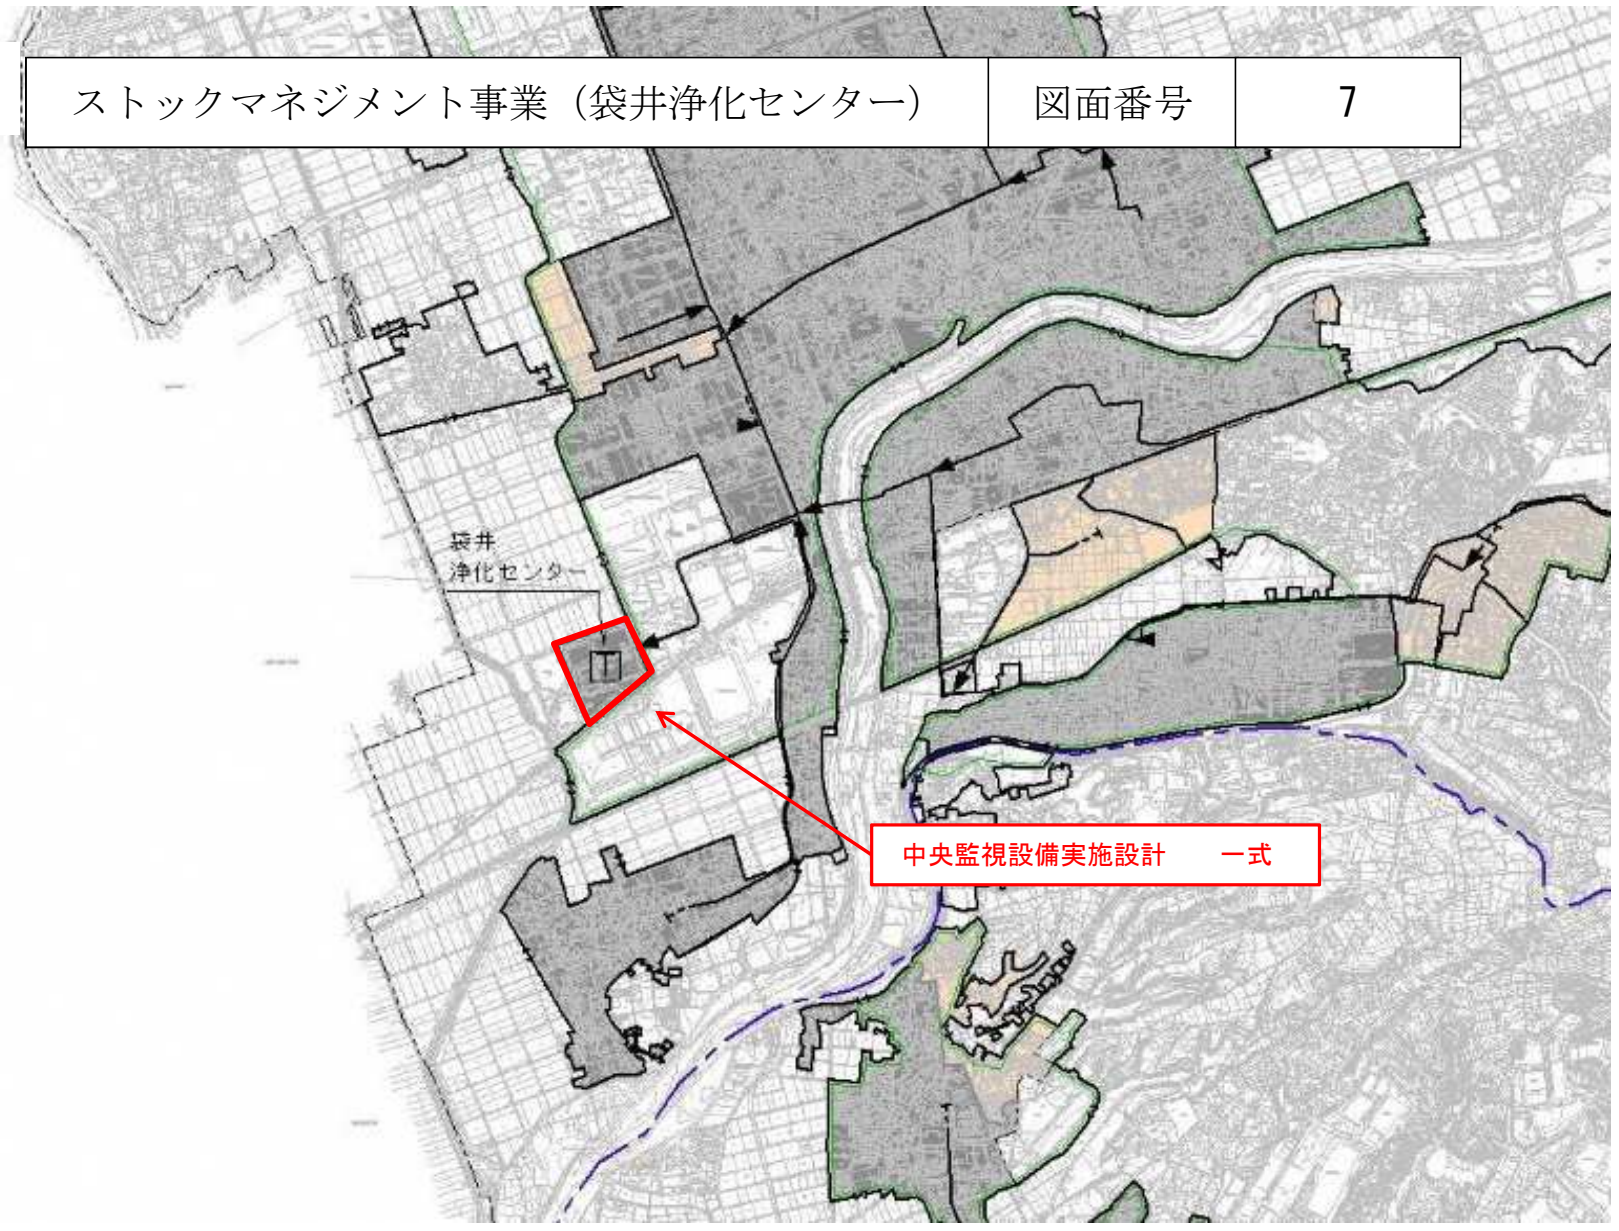 ストックマネジメント事業（袋井浄化センター）
図面番号
7
袋井
浄化センター
中央監視設備実施設計　一式